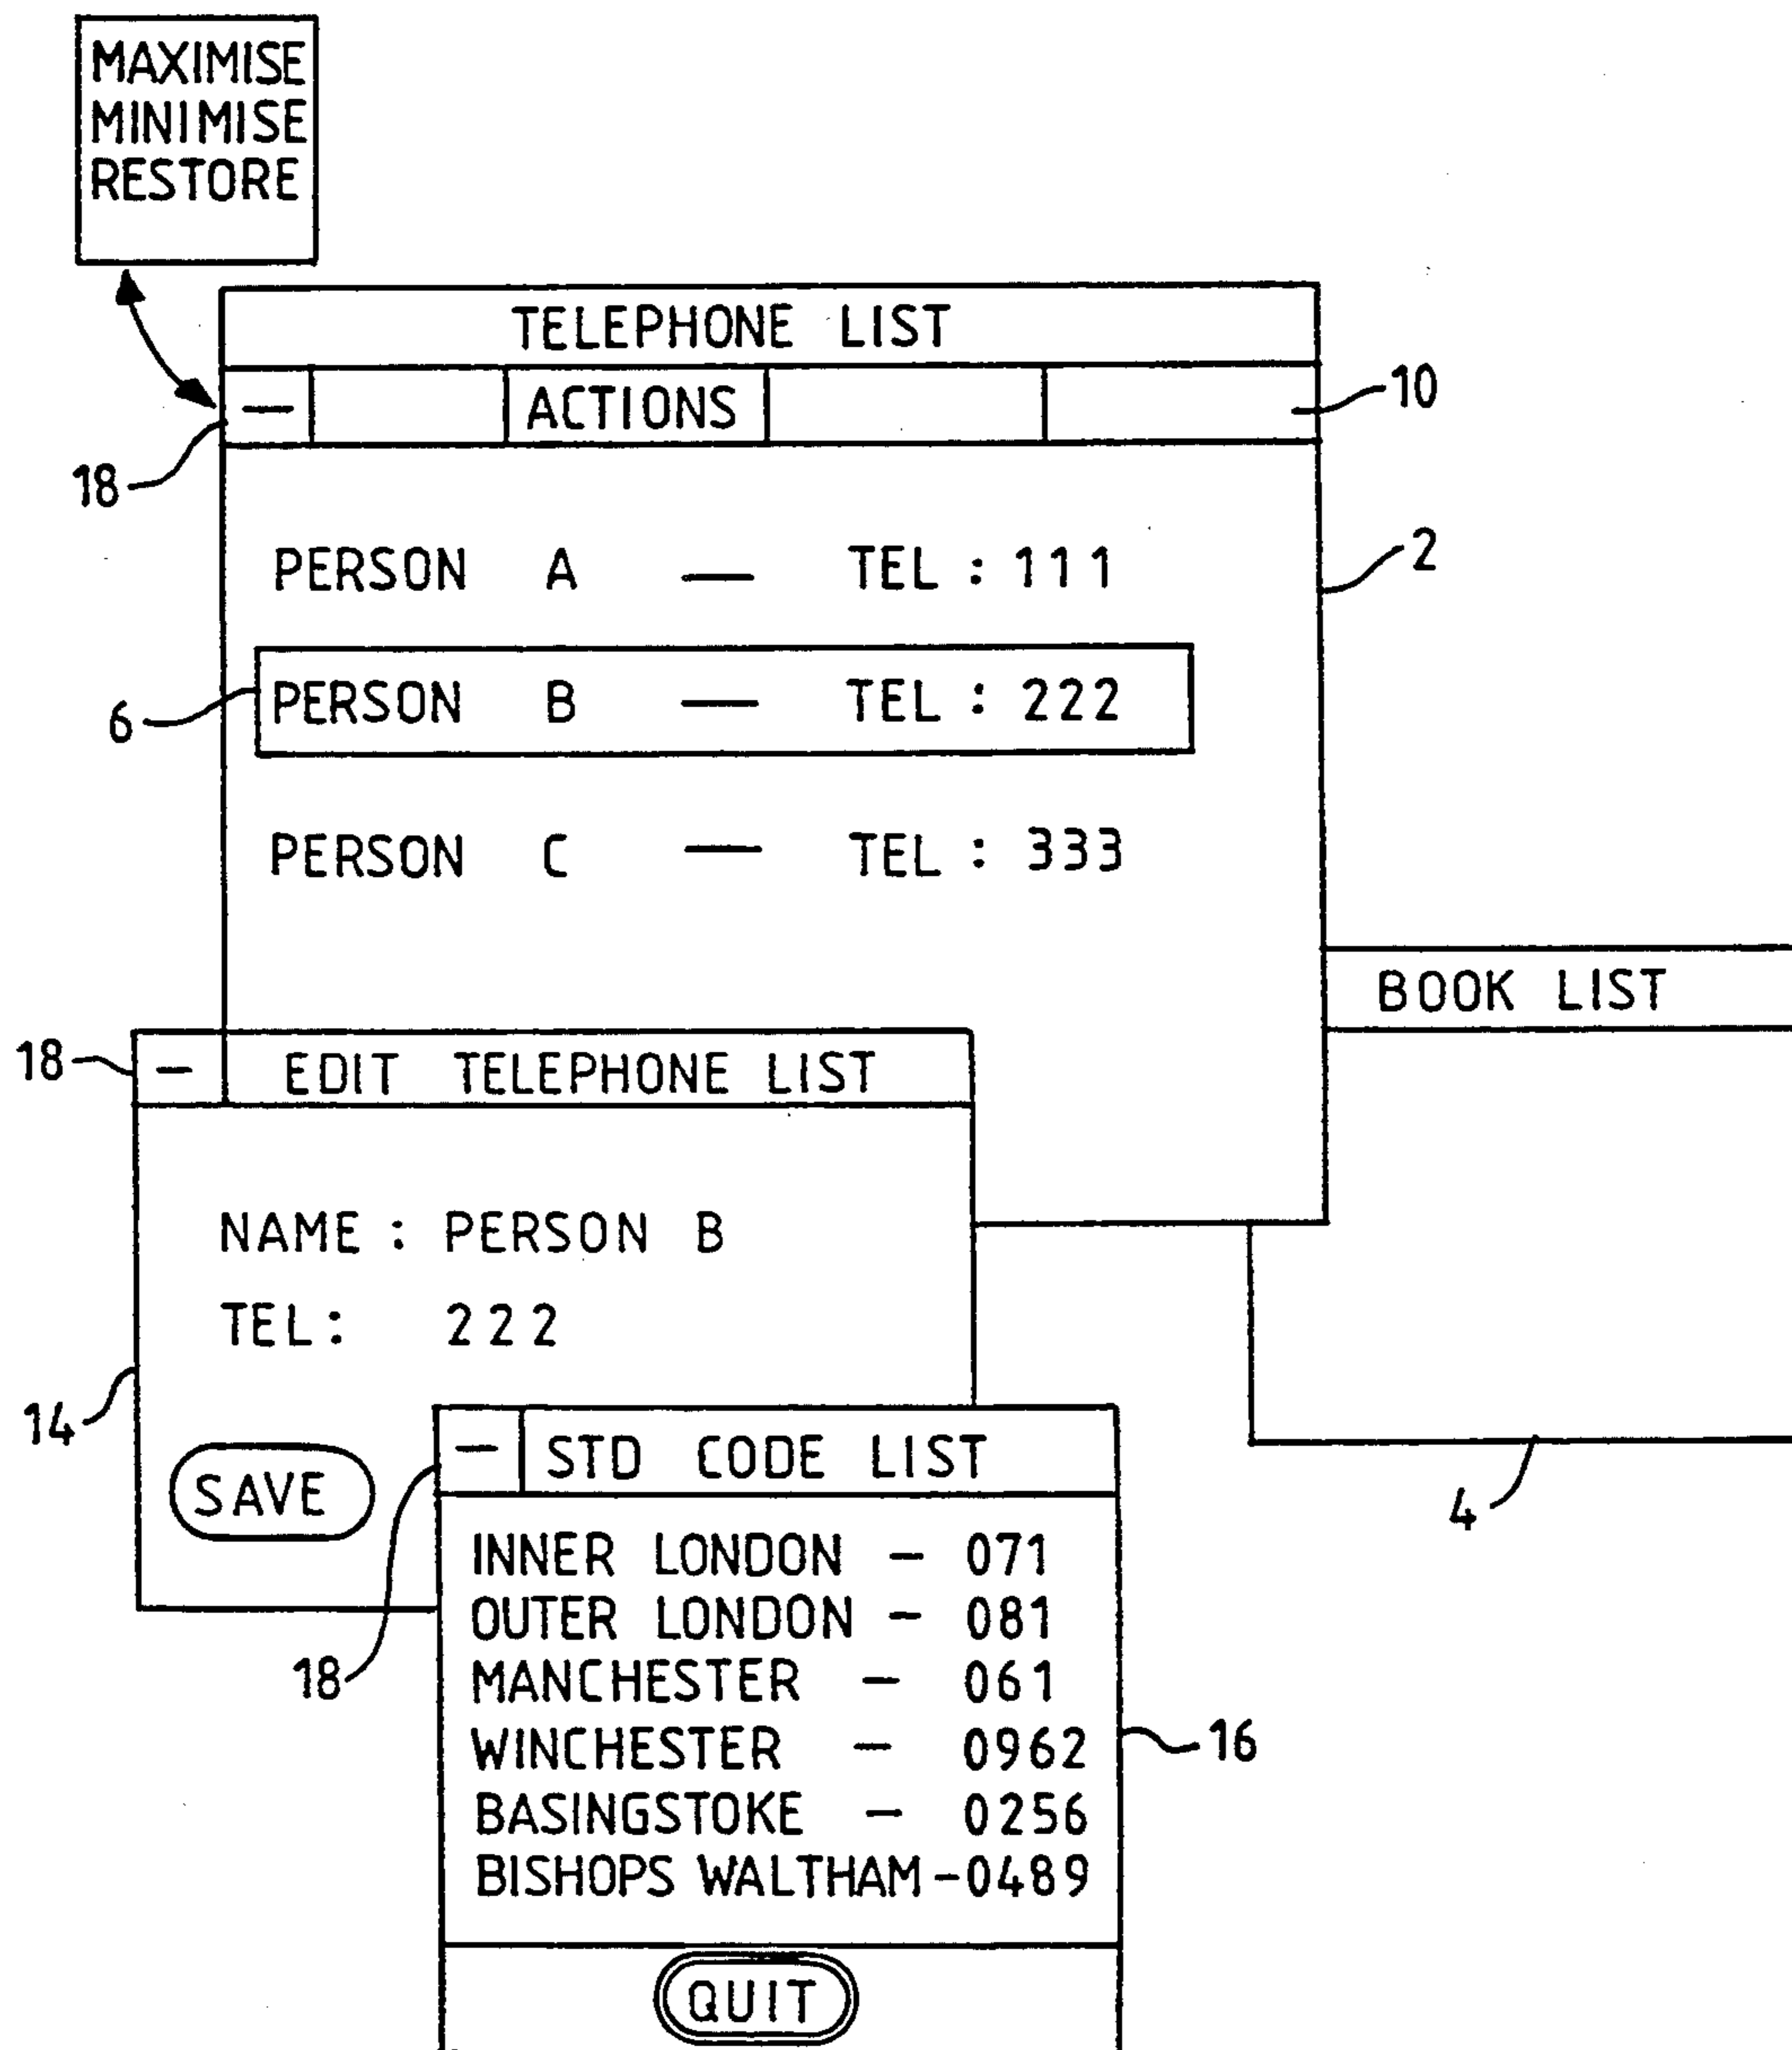 MAXIMISE
MINIMISE
RESTORE
TELEPHONE LIST
— ACTIONS
10
18
2
PERSON A — TEL : 111
6
PERSON B — TEL : 222
PERSON C — TEL : 333
BOOK LIST
18
— EDIT TELEPHONE LIST
NAME : PERSON B
TEL: 222
14
SAVE
4
— STD CODE LIST
18
INNER LONDON — 071
OUTER LONDON — 081
MANCHESTER — 061
WINCHESTER — 0962
16
BASINGSTOKE — 0256
BISHOPS WALTHAM — 0489
QUIT